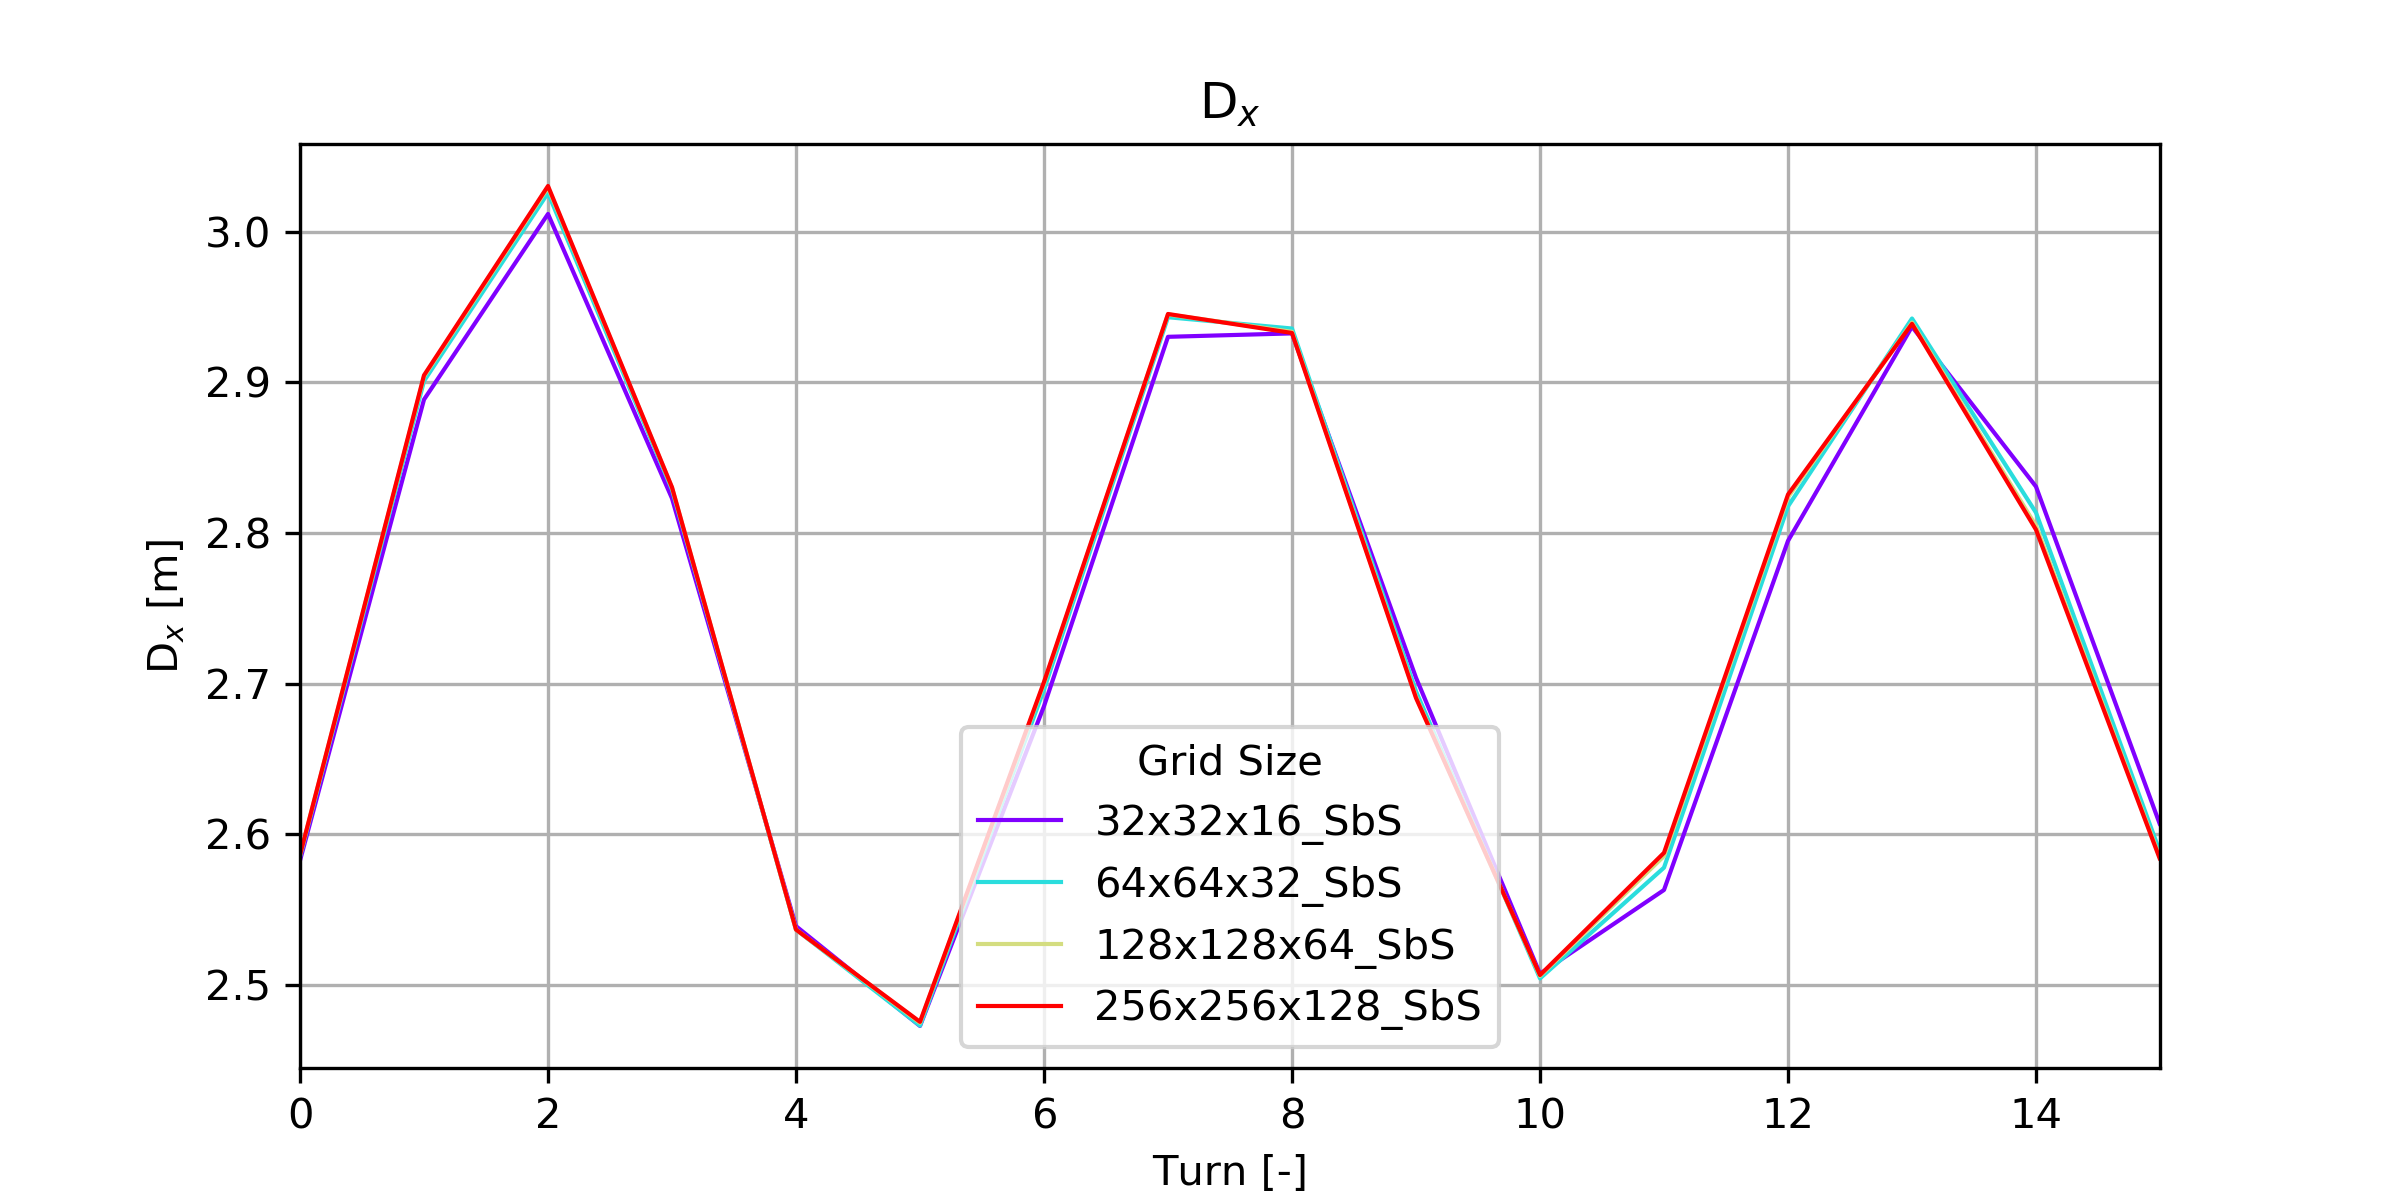 Dx
Dx [m]
3.0
2.9
2.8
2.7
2.6
2.5
Grid Size
32x32x16_SbS
64x64x32_SbS
128x128x64_SbS
256x256x128_SbS
0 2 4 6 8 10 12 14
Turn [-]